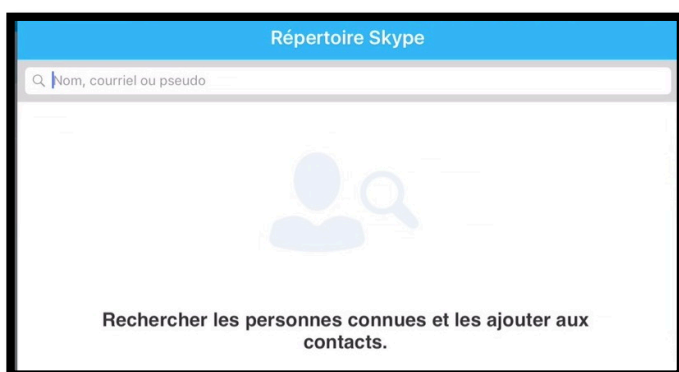 Répertoire Skype
Nom, courriel ou pseudo
Rechercher les personnes connues et les ajouter aux
contacts.